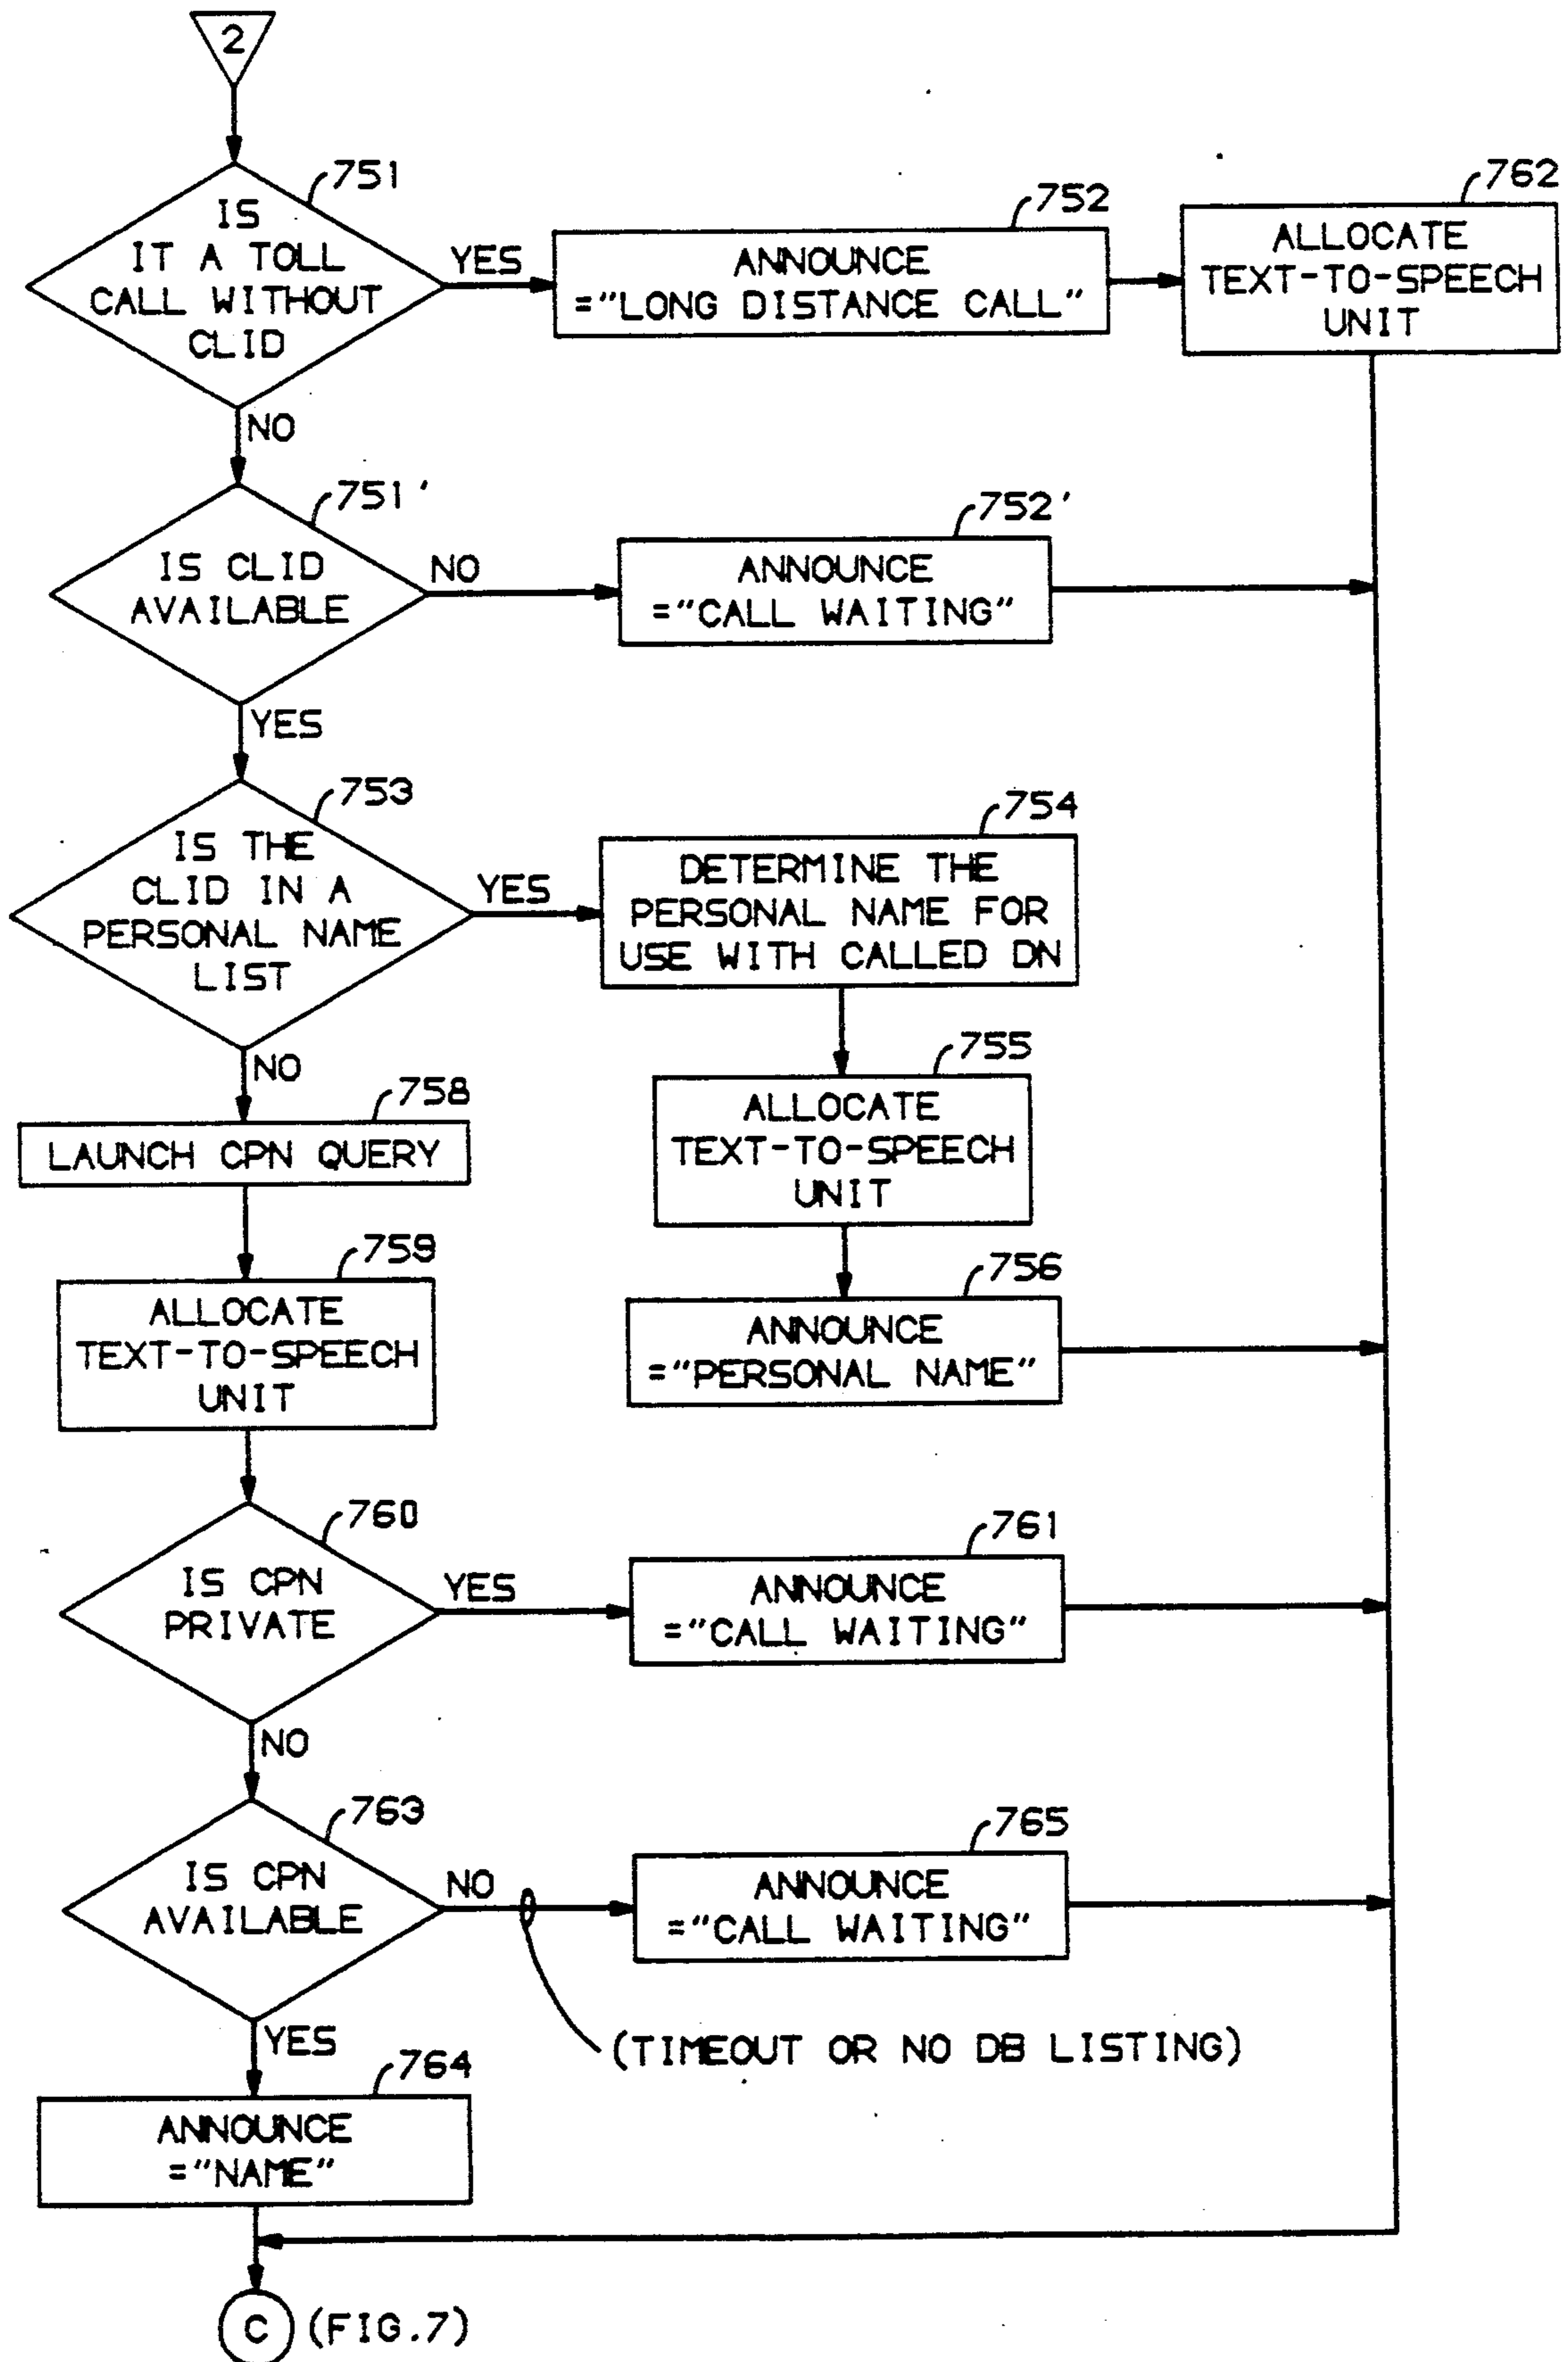 2
751
IS
IT A TOLL
CALL WITHOUT
CLID
YES
752
ANNOUNCE
="LONG DISTANCE CALL"
762
ALLOCATE
TEXT-TO-SPEECH
UNIT
NO
751'
IS CLID
AVAILABLE
NO
752'
ANNOUNCE
="CALL WAITING"
YES
753
IS THE
CLID IN A
PERSONAL NAME
LIST
YES
754
DETERMINE THE
PERSONAL NAME FOR
USE WITH CALLED DN
NO
755
ALLOCATE
TEXT-TO-SPEECH
UNIT
758
LAUNCH CPN QUERY
759
ALLOCATE
TEXT-TO-SPEECH
UNIT
756
ANNOUNCE
="PERSONAL NAME"
760
IS CPN
PRIVATE
YES
761
ANNOUNCE
="CALL WAITING"
NO
763
IS CPN
AVAILABLE
NO
765
ANNOUNCE
="CALL WAITING"
(TIMEOUT OR NO DB LISTING)
YES
764
ANNOUNCE
="NAME"
C (FIG.7)